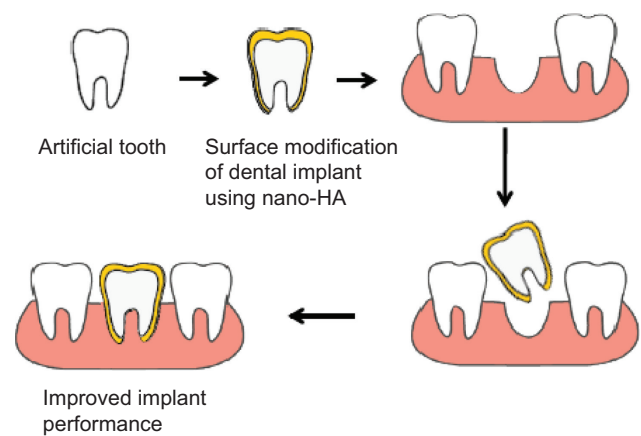 Artificial tooth
Surface modification
of dental implant
using nano-HA
Improved implant
performance